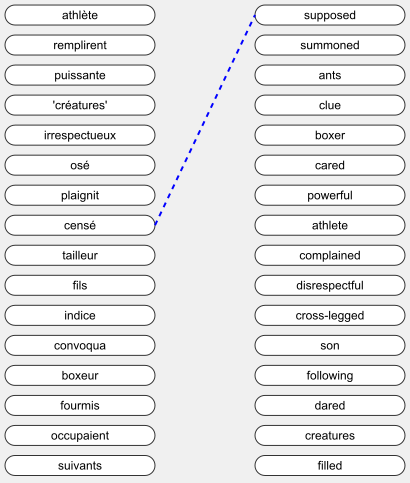 athlète
remplirent
puissante
'créatures'
irrespectueux
osé
plaignit
censé
tailleur
fils
indice
convoqua
boxeur
fourmis
occupaient
suivants
supposed
summoned
ants
clue
boxer
cared
powerful
athlete
complained
disrespectful
cross-legged
son
following
dared
creatures
filled